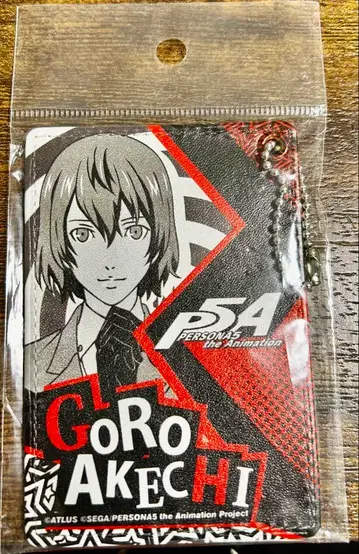 P5A
PERSONA5
the Animation
GORO
AKECHI
©ATLUS ©SEGA/PERSONA5 the Animation Project